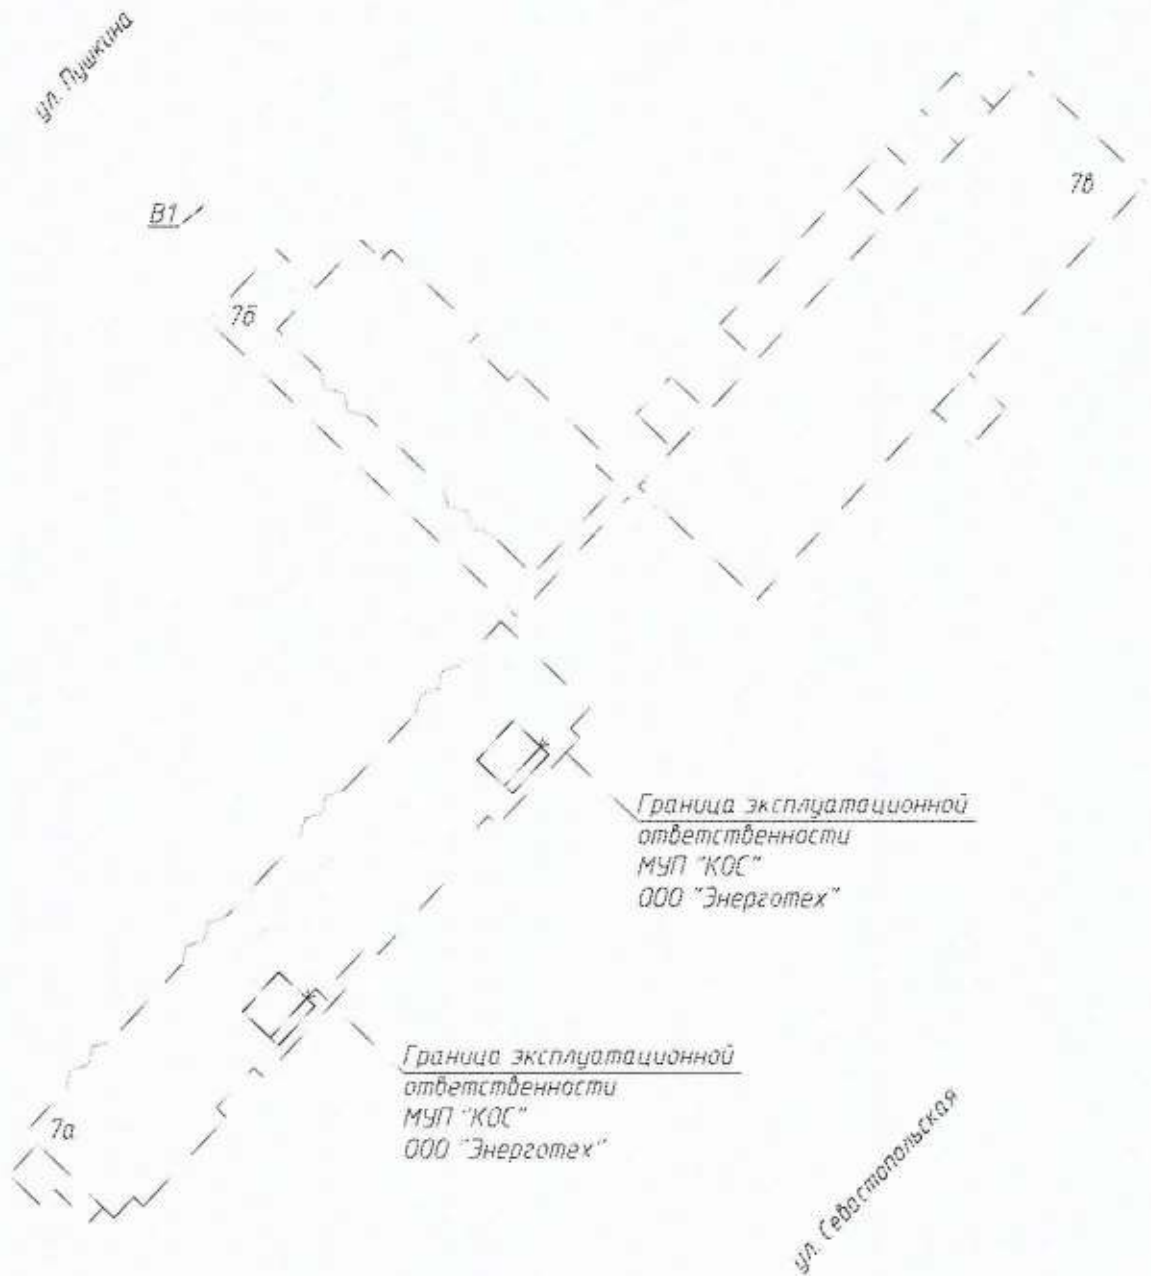 ул. Пушкина
7в
В1
7б
Граница эксплуатационной
ответственности
МУП "КОС"
ООО "Энерготех"
Граница эксплуатационной
ответственности
МУП "КОС"
ООО "Энерготех"
7а
ул. Севастопольская